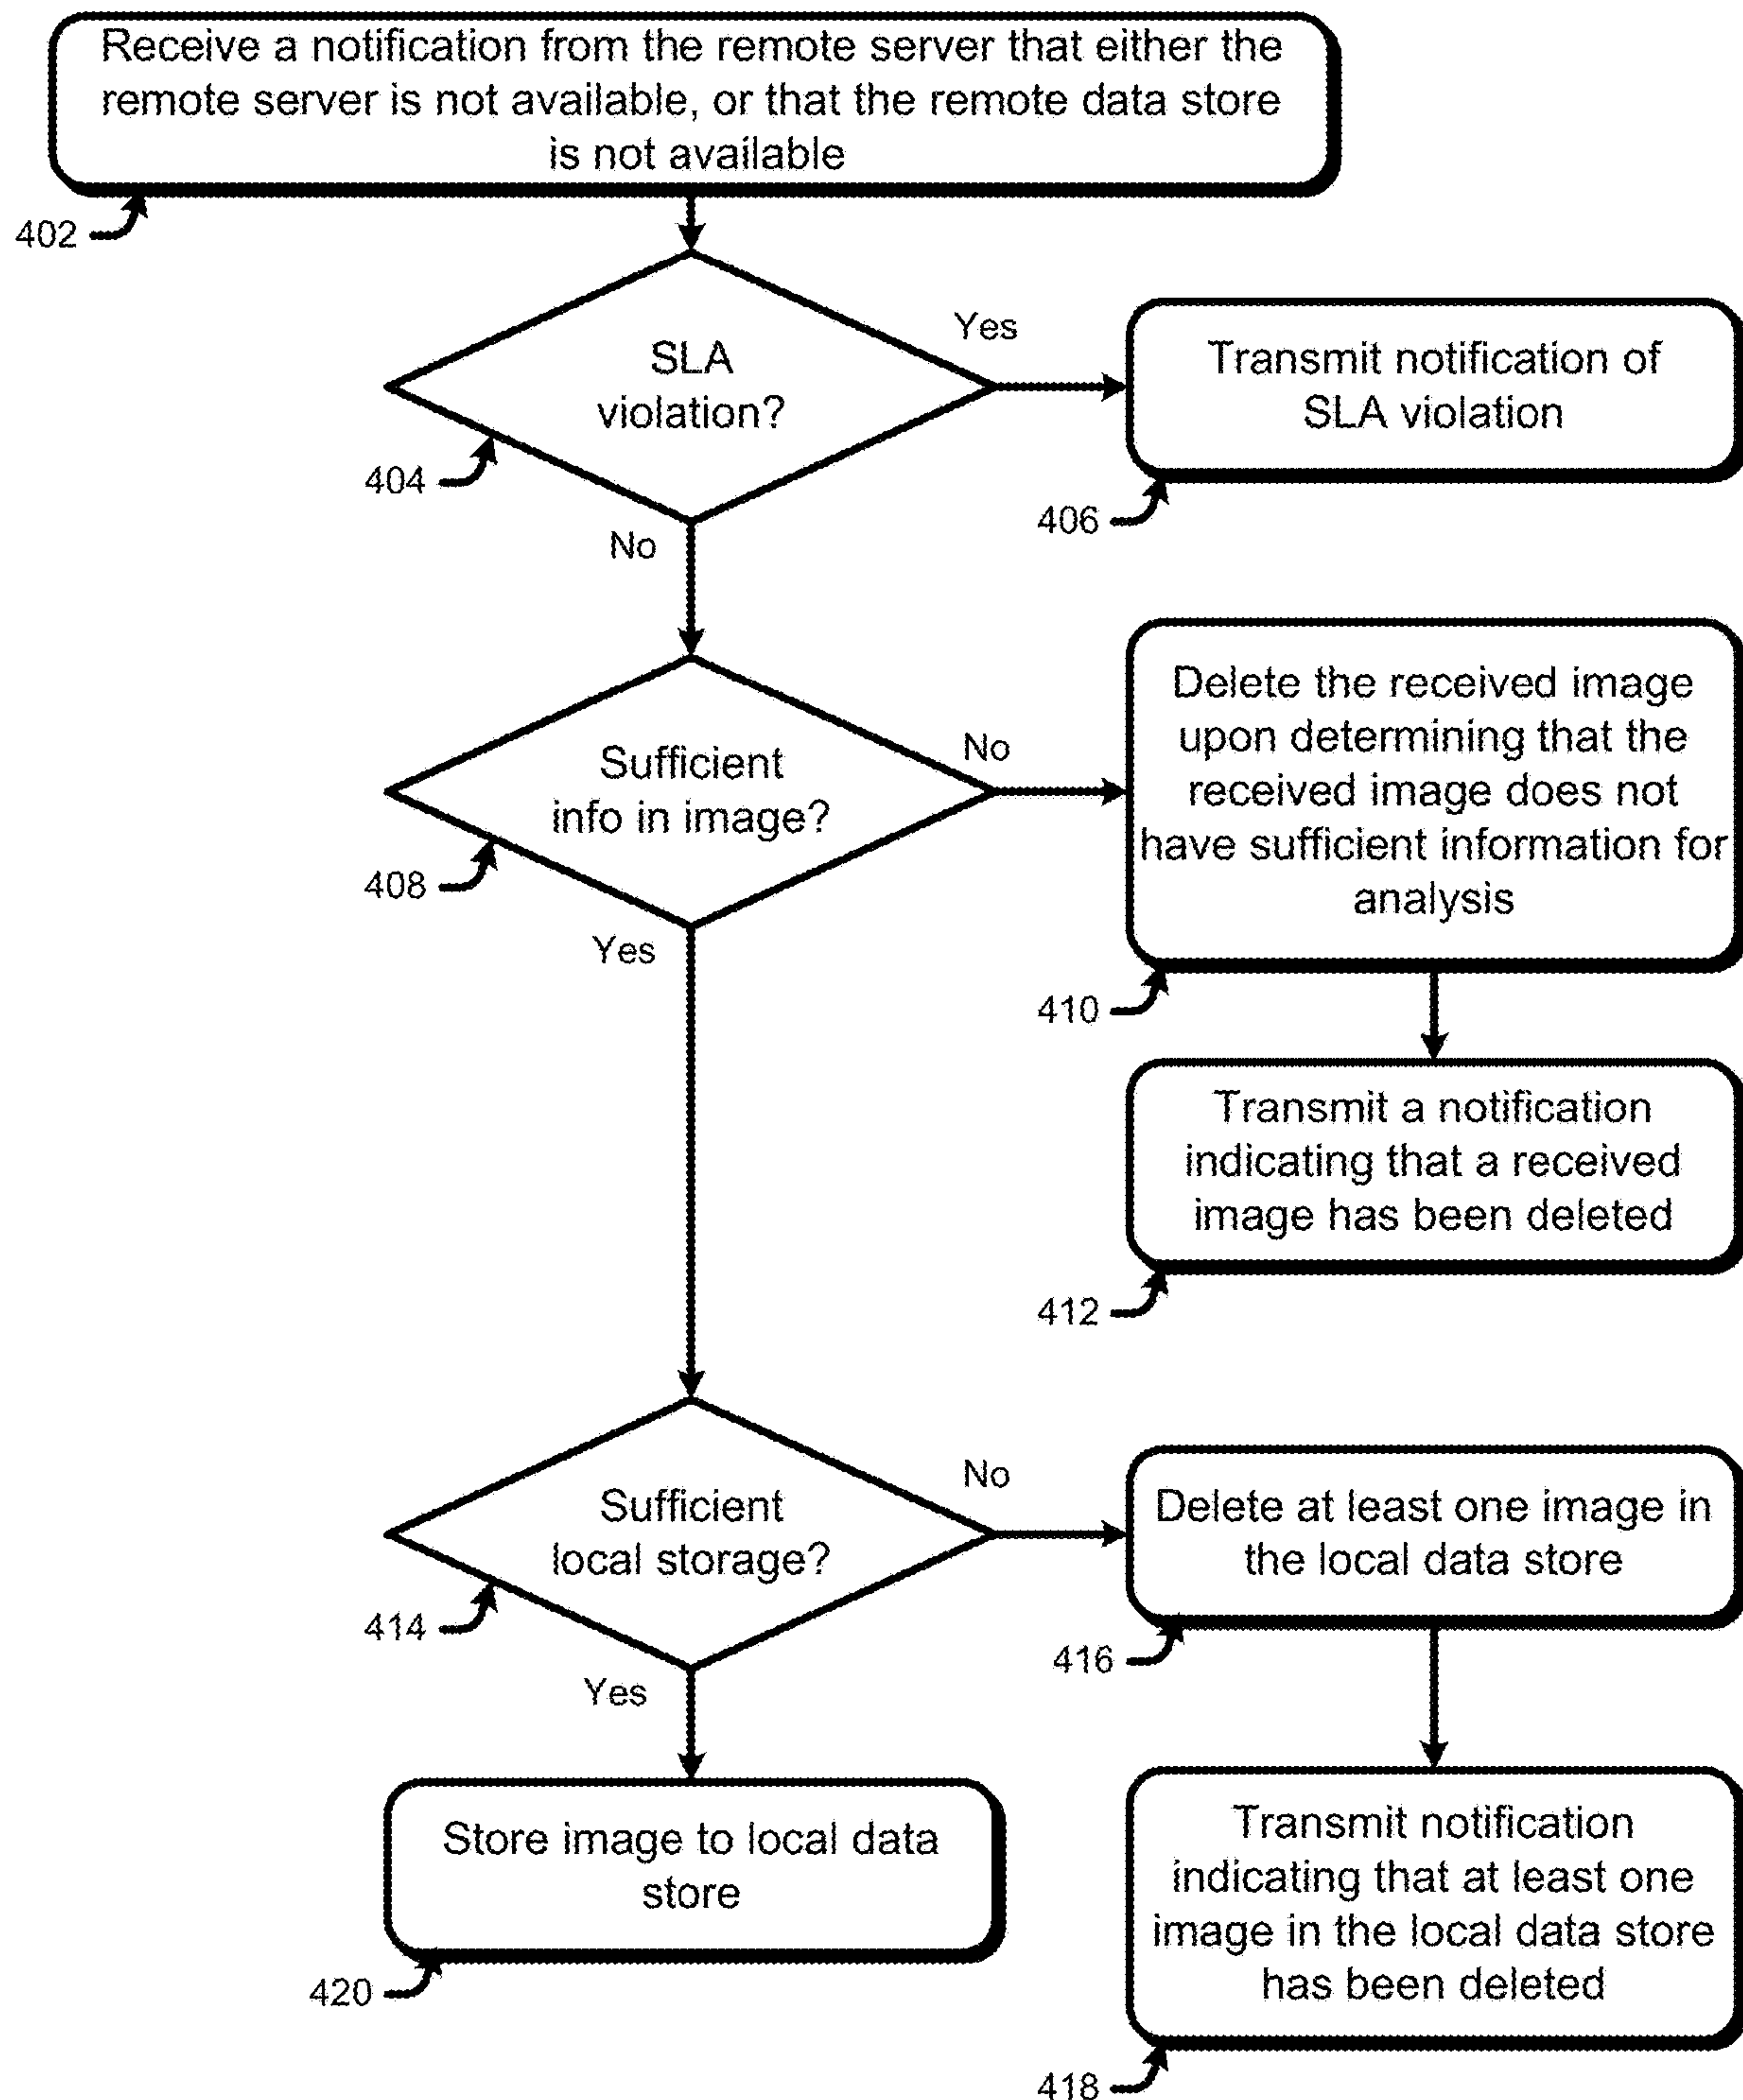 Receive a notification from the remote server that either the
remote server is not available, or that the remote data store
is not available
402
SLA
violation?
404
Yes
Transmit notification of
SLA violation
406
No
Sufficient
info in image?
408
No
Delete the received image
upon determining that the
received image does not
have sufficient information for
analysis
410
Yes
Transmit a notification
indicating that a received
image has been deleted
412
Sufficient
local storage?
414
No
Delete at least one image in
the local data store
416
Yes
Store image to local data
store
420
Transmit notification
indicating that at least one
image in the local data store
has been deleted
418